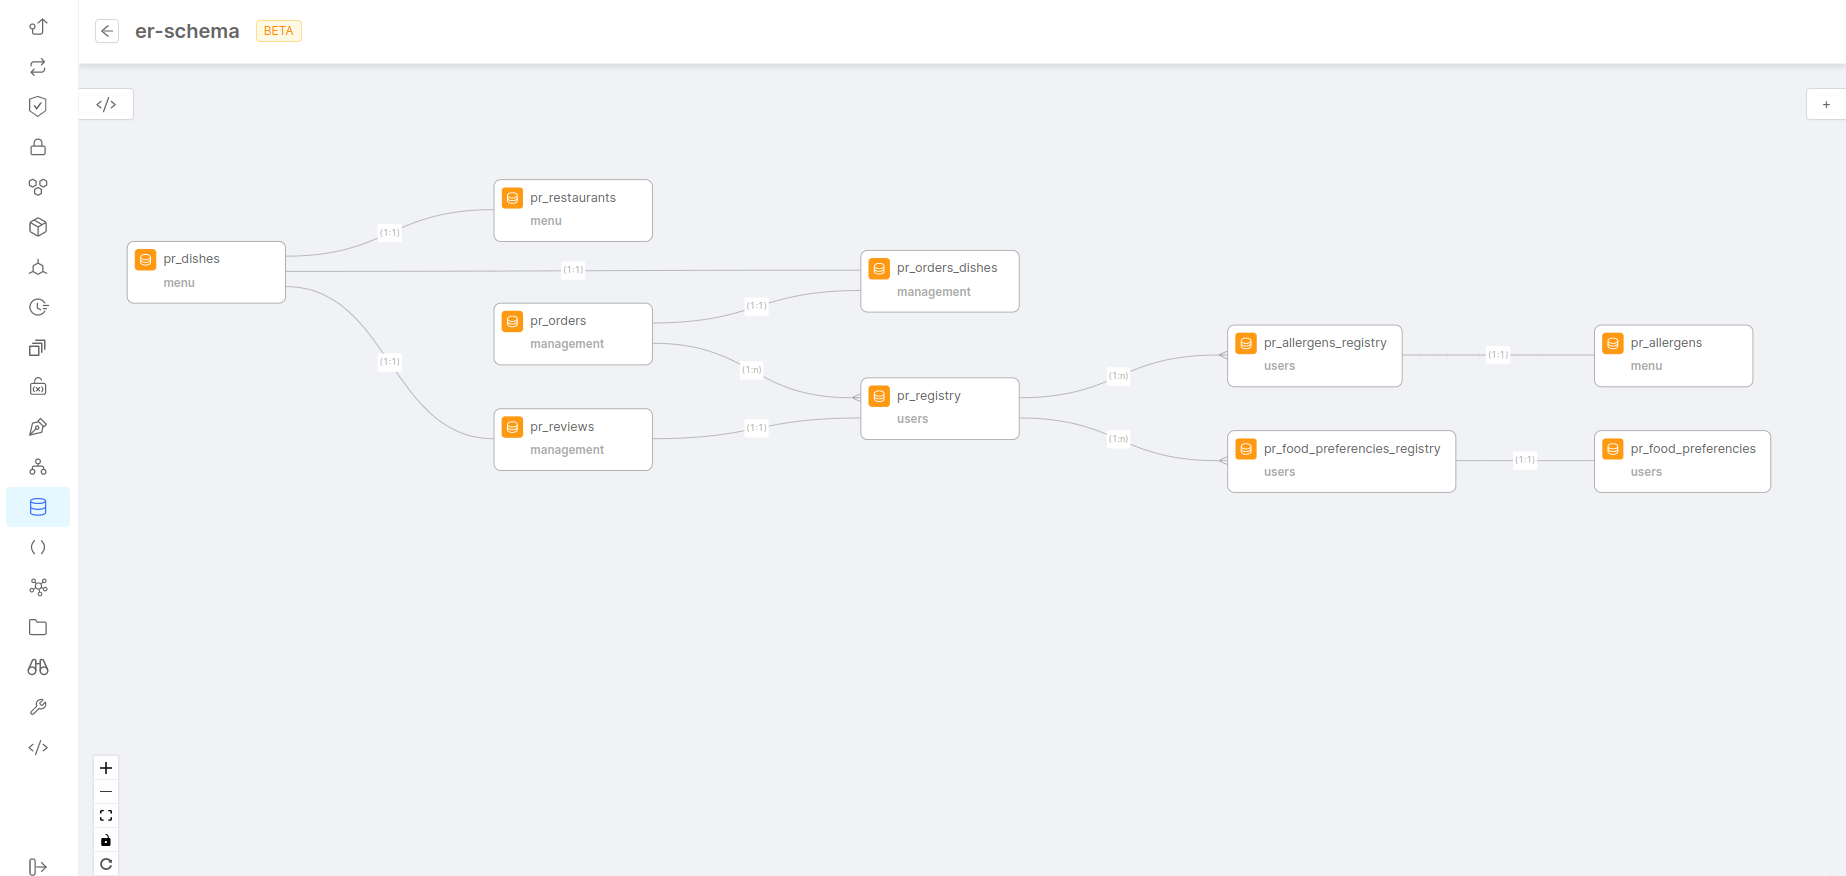 er-schema
BETA
</>
+
pr_restaurants
menu
(1:1)
pr_dishes
menu
(1:1)
pr_orders_dishes
management
(1:1)
pr_orders
management
(1:1)
(1:n)
pr_reviews
management
(1:1)
pr_registry
users
(1:n)
(1:n)
pr_allergens_registry
users
(1:1)
pr_allergens
menu
pr_food_preferencies_registry
users
(1:1)
pr_food_preferencies
users